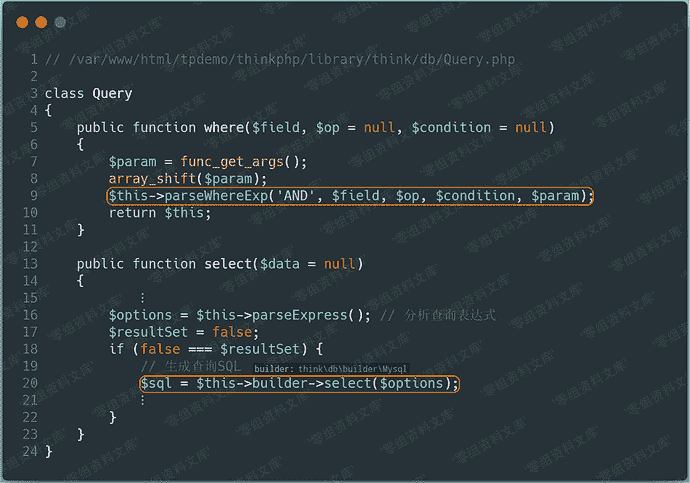 1 // /var/www/html/tpdemo/thinkphp/library/think/db/Query.php
2
3 class Query
4 {
5     public function where($field, $op = null, $condition = null)
6     {
7         $param = func_get_args();
8         array_shift($param);
9         $this->parseWhereExp('AND', $field, $op, $condition, $param);
10         return $this;
11     }
12
13     public function select($data = null)
14     {
15             ⋮
16         $options = $this->parseExpress(); // 分析查询表达式
17         $resultSet = false;
18         if (false === $resultSet) {
19             // 生成查询SQL builder:think\db\builder\Mysql
20             $sql = $this->builder->select($options);
21             ⋮
22         }
23     }
24 }
零组资料文库